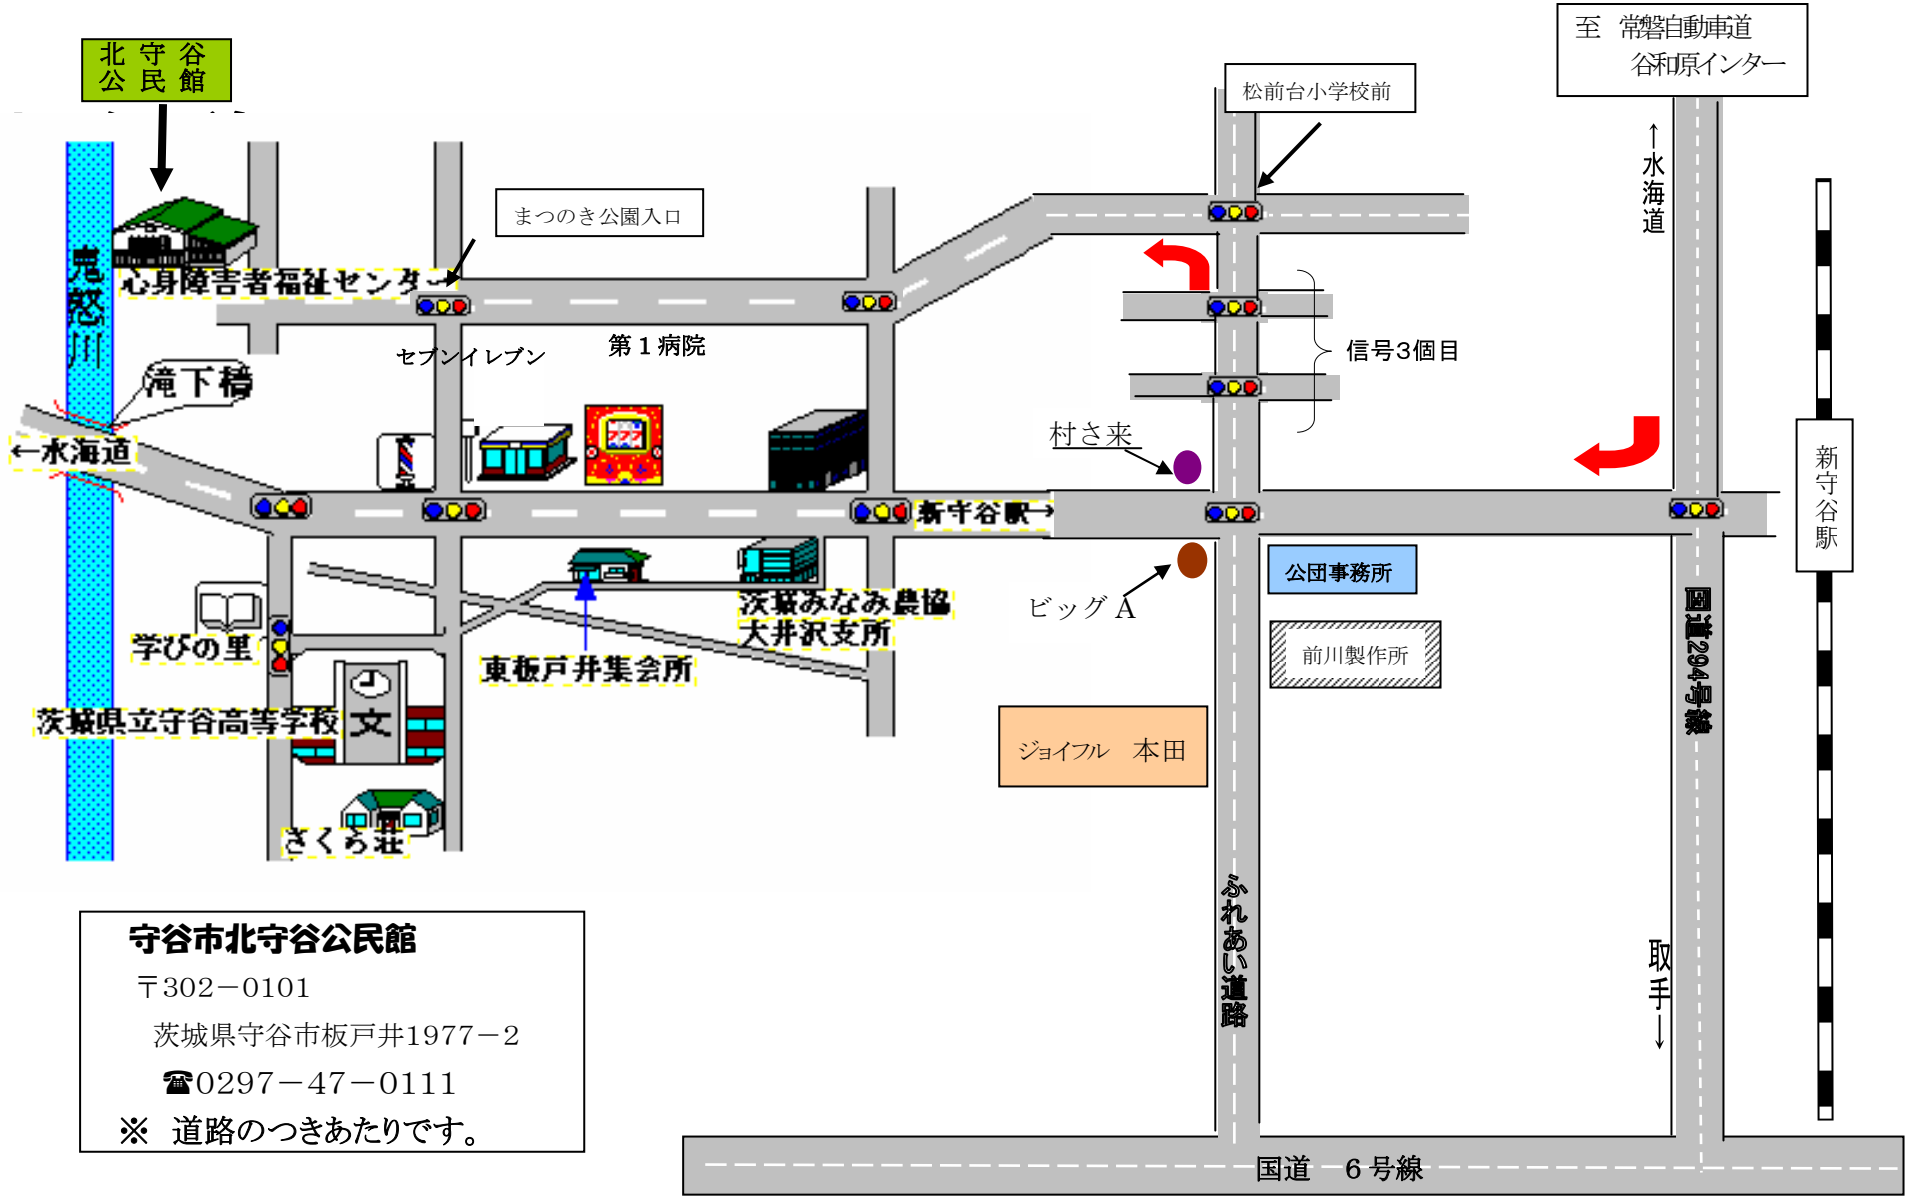 至　常磐自動車道
谷和原インター
北 守 谷
公 民 館
松前台小学校前
←水海道
まつのき公園入口
鬼怒川
心身障害者福祉センター
セブンイレブン
第１病院
信号3個目
滝下橋
←水海道
村さ来
新守谷駅
新守谷駅→
公団事務所
ビッグ A
国道294号線
茨城みなみ農協
大井沢支所
学びの里
東板戸井集会所
前川製作所
777
茨城県立守谷高等学校
文
ジョイフル　本田
さくら荘
ふれあい道路
取手→
守谷市北守谷公民館
〒302－0101
茨城県守谷市板戸井1977－2
☎0297－47－0111
※　道路のつきあたりです。
国道　６号線